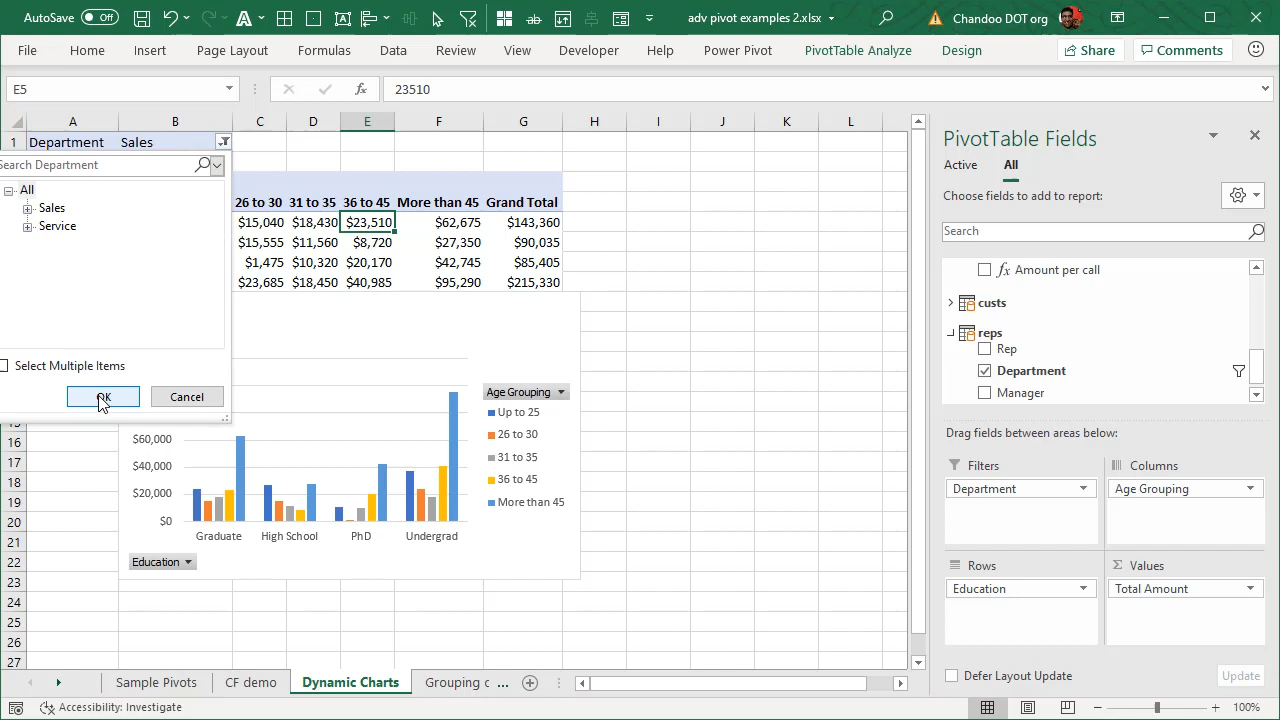 AutoSave Off adv pivot examples 2.xlsx Chandoo DOT org
File Home Insert Page Layout Formulas Data Review View Developer Help Power Pivot PivotTable Analyze Design Share Comments
E5 fx 23510
A B C D E F G H I J K L
1 Department Sales
Search Department
All
Sales
Service
Select Multiple Items
OK Cancel
26 to 30 31 to 35 36 to 45 More than 45 Grand Total
$15,040 $18,430 $23,510 $62,675 $143,360
$15,555 $11,560 $8,720 $27,350 $90,035
$1,475 $10,320 $20,170 $42,745 $85,405
$23,685 $18,450 $40,985 $95,290 $215,330
Age Grouping
Up to 25
26 to 30
31 to 35
36 to 45
More than 45
$60,000
$40,000
$20,000
$0
Graduate High School PhD Undergrad
Education
16
17
18
19
20
21
22
23
24
25
26
27
PivotTable Fields
Active All
Choose fields to add to report:
Search
fx Amount per call
custs
reps
Rep
Department
Manager
Drag fields between areas below:
Filters Columns
Department Age Grouping
Rows Σ Values
Education Total Amount
Defer Layout Update Update
Sample Pivots CF demo Dynamic Charts Grouping c ...
Accessibility: Investigate 100%